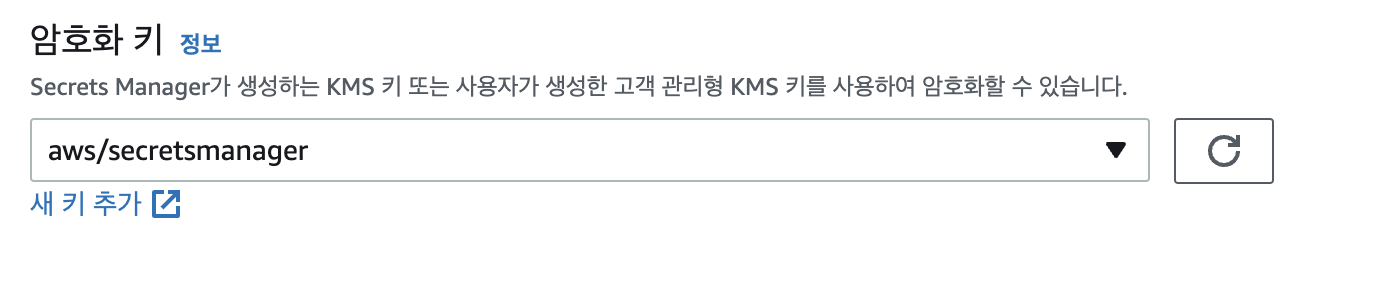 암호화 키 정보
Secrets Manager가 생성하는 KMS 키 또는 사용자가 생성한 고객 관리형 KMS 키를 사용하여 암호화할 수 있습니다.
aws/secretsmanager
새 키 추가